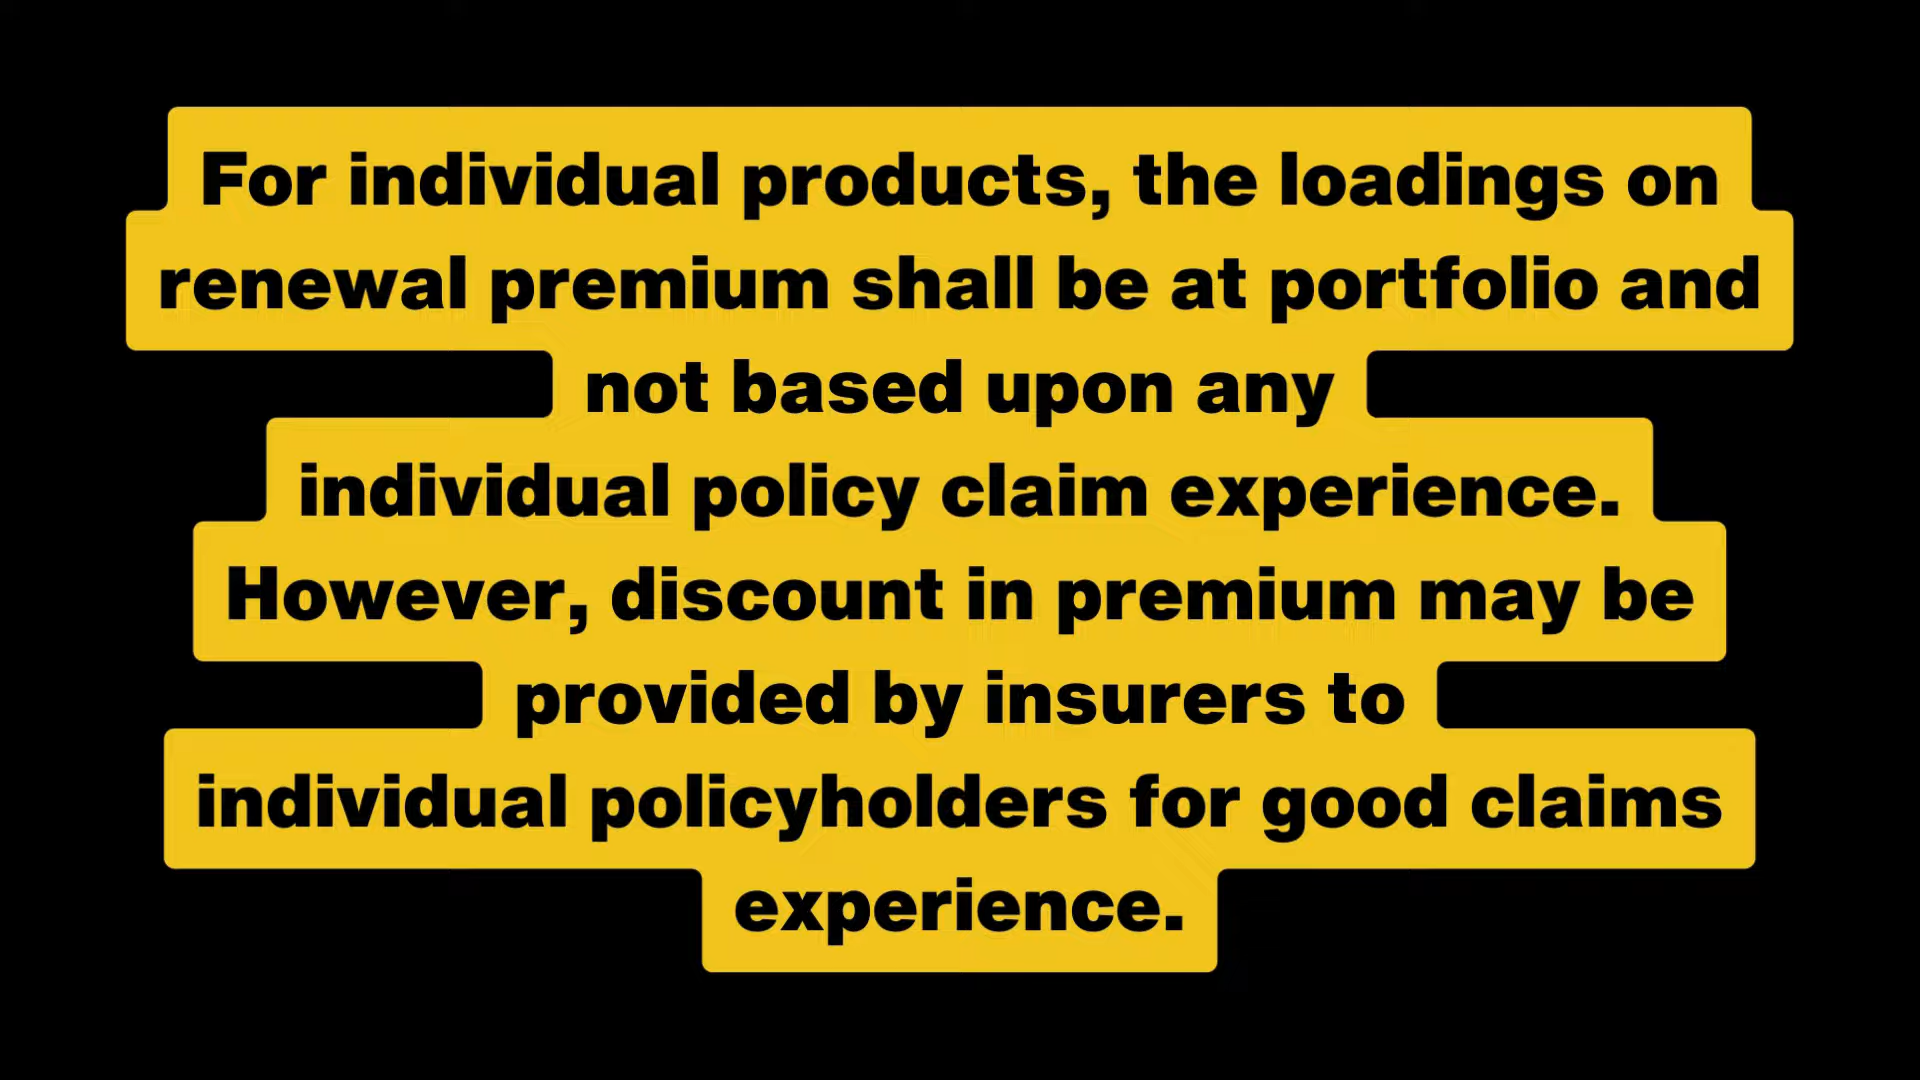 For individual products, the loadings on
renewal premium shall be at portfolio and
not based upon any
individual policy claim experience.
However, discount in premium may be
provided by insurers to
individual policyholders for good claims
experience.